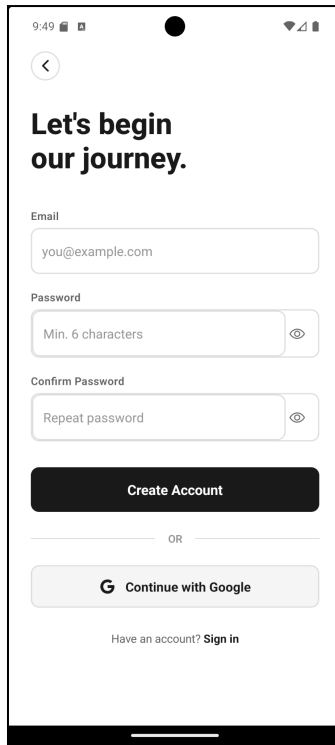 9:49
Let's begin
our journey.
Email
you@example.com
Password
Min. 6 characters
Confirm Password
Repeat password
Create Account
OR
G Continue with Google
Have an account? Sign in